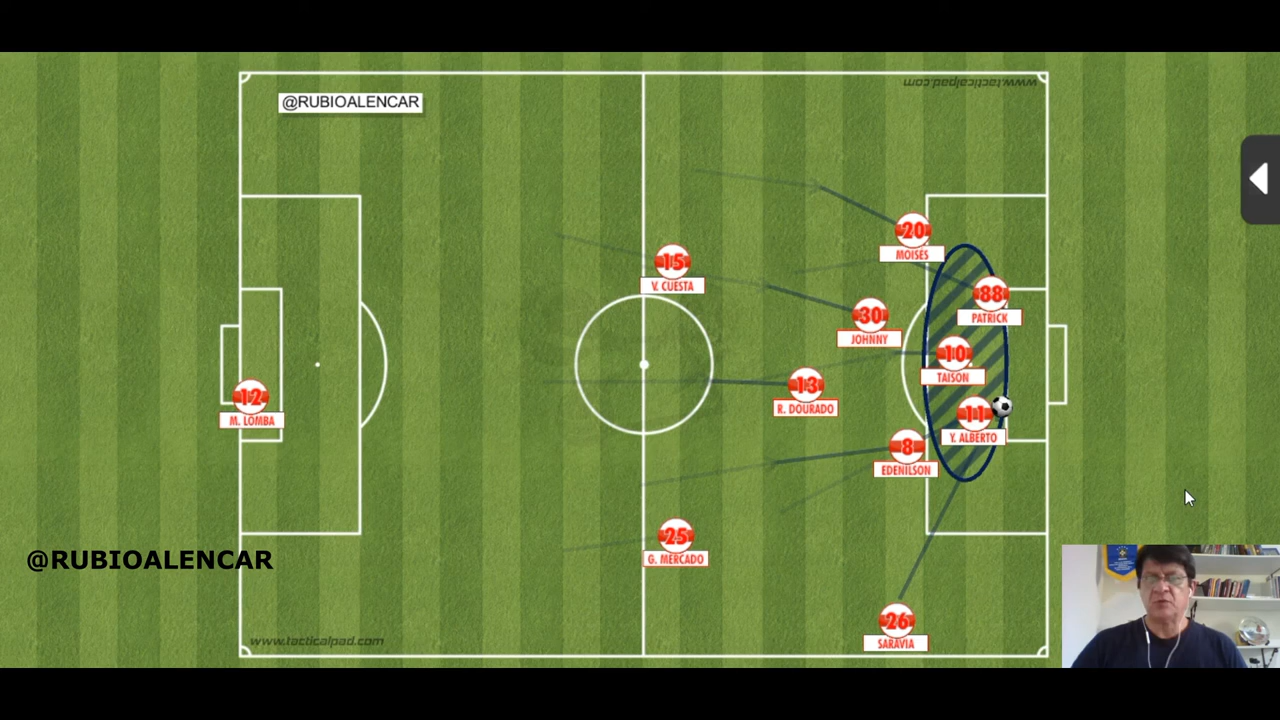 www.tacticalpad.com
@RUBIOALENCAR
20
MOISÉS
15
V. CUESTA
88
PATRICK
30
JOHNNY
10
TAISON
13
R. DOURADO
12
M. LOMBA
11
Y. ALBERTO
8
EDENILSON
25
G. MERCADO
@RUBIOALENCAR
26
SARAVIA
www.tacticalpad.com